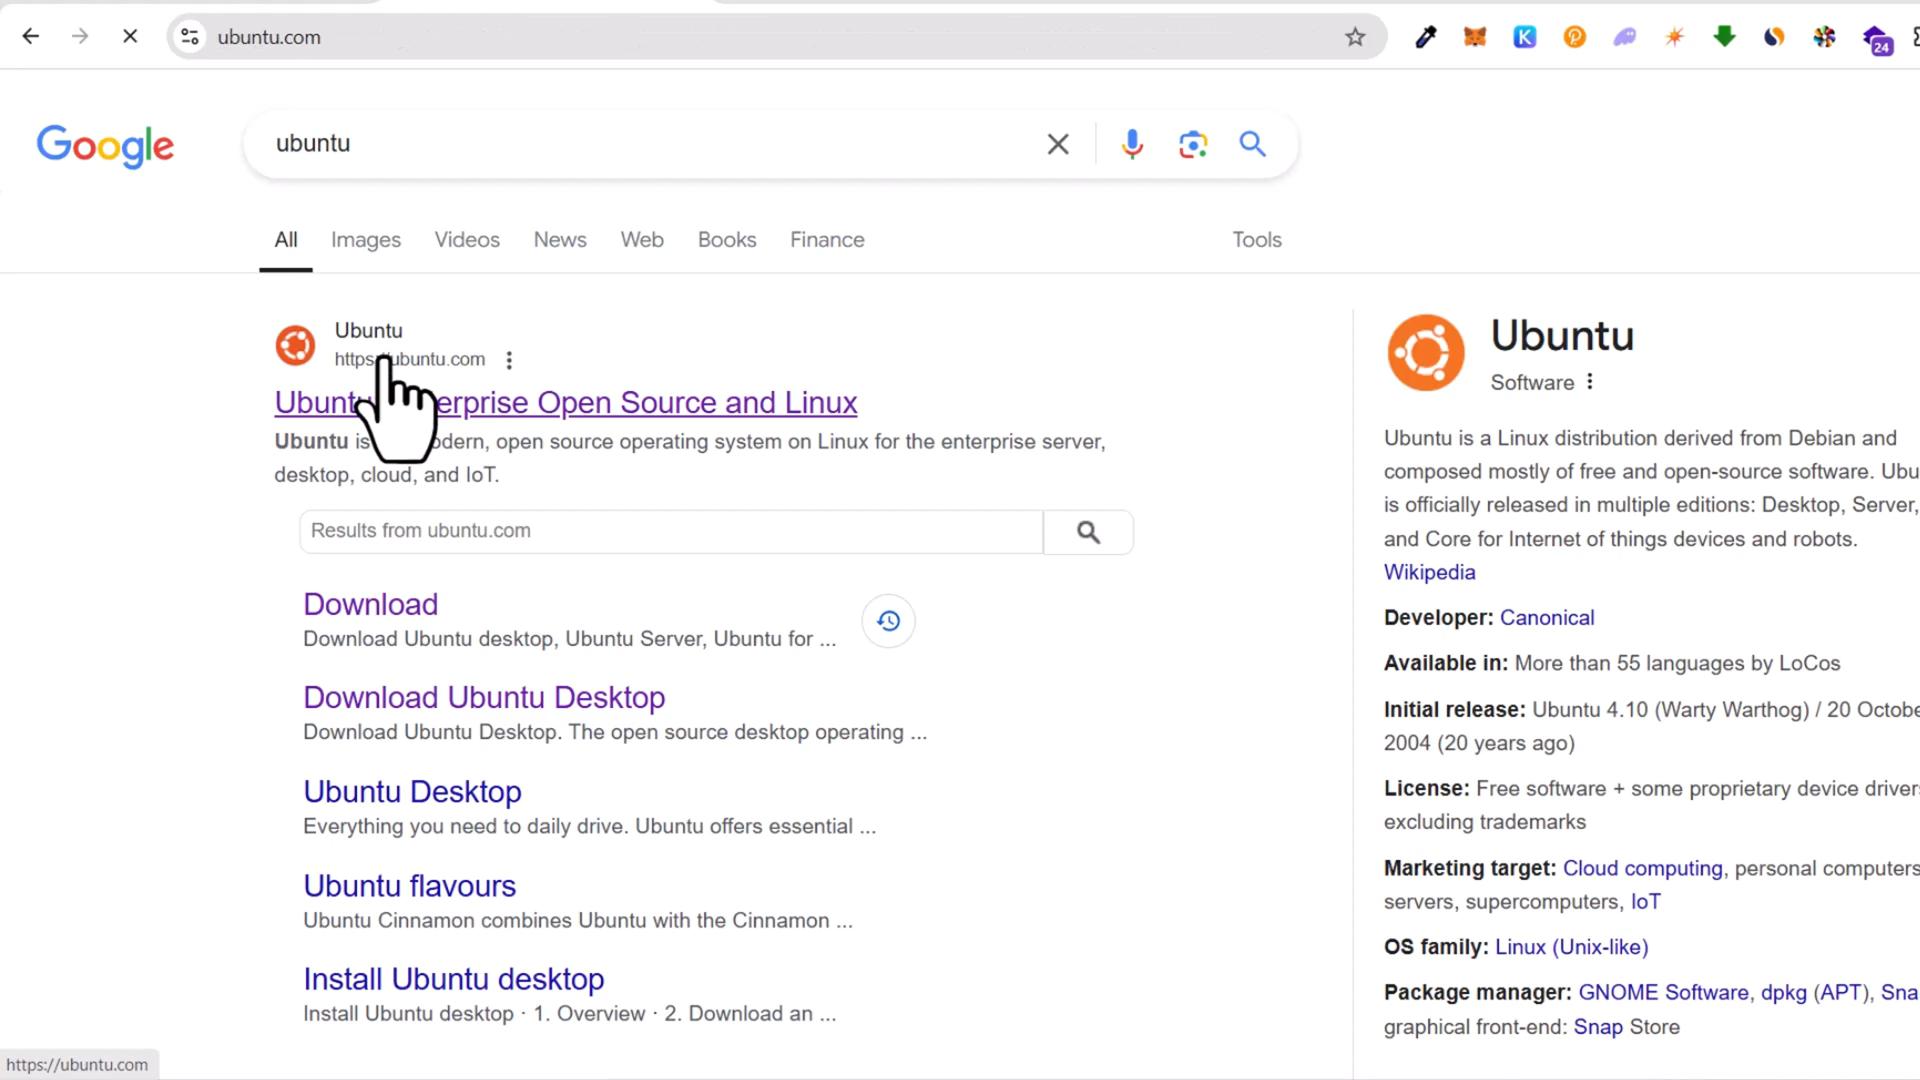 ubuntu.com
24
Google
ubuntu
All Images Videos News Web Books Finance Tools
Ubuntu
https://ubuntu.com
Ubuntu erprise Open Source and Linux
Ubuntu is odern, open source operating system on Linux for the enterprise server,
desktop, cloud, and IoT.
Results from ubuntu.com
Download
Download Ubuntu desktop, Ubuntu Server, Ubuntu for ...
Download Ubuntu Desktop
Download Ubuntu Desktop. The open source desktop operating ...
Ubuntu Desktop
Everything you need to daily drive. Ubuntu offers essential ...
Ubuntu flavours
Ubuntu Cinnamon combines Ubuntu with the Cinnamon ...
Install Ubuntu desktop
Install Ubuntu desktop · 1. Overview · 2. Download an ...
Ubuntu
Software
Ubuntu is a Linux distribution derived from Debian and
composed mostly of free and open-source software. Ubu
is officially released in multiple editions: Desktop, Server,
and Core for Internet of things devices and robots.
Wikipedia
Developer: Canonical
Available in: More than 55 languages by LoCos
Initial release: Ubuntu 4.10 (Warty Warthog) / 20 Octobe
2004 (20 years ago)
License: Free software + some proprietary device drivers
excluding trademarks
Marketing target: Cloud computing, personal computers
servers, supercomputers, IoT
OS family: Linux (Unix-like)
Package manager: GNOME Software, dpkg (APT), Sna
graphical front-end: Snap Store
https://ubuntu.com